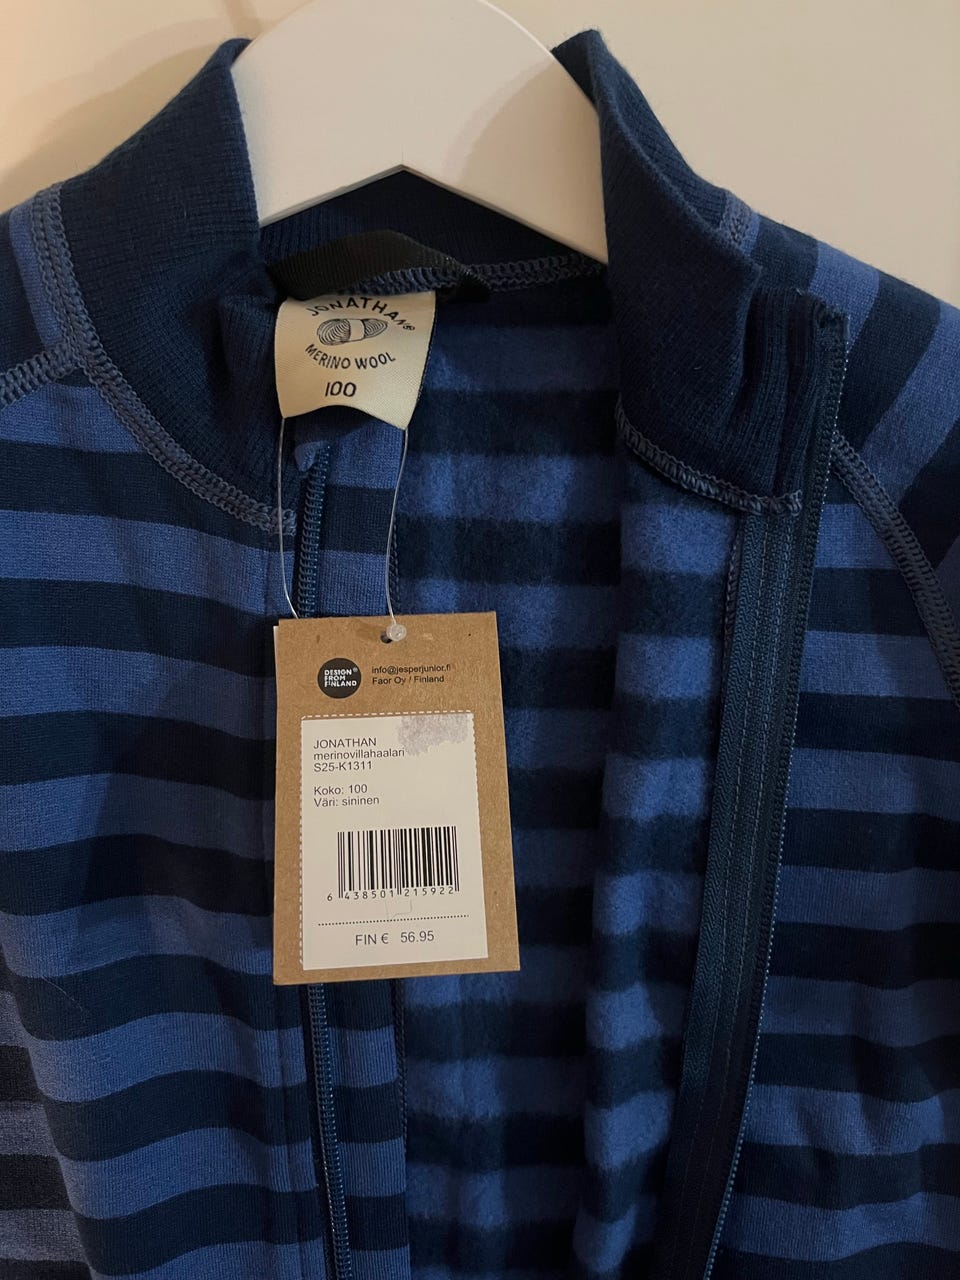 JONATHAN®
MERINO WOOL
100
DESIGN®
FROM
FINLAND
info@jesperjunior.fi
Faor Oy / Finland
JONATHAN
merinovillahaalari
S25-K1311
Koko: 100
Väri: sininen
6 438501 215922
FIN € 56.95